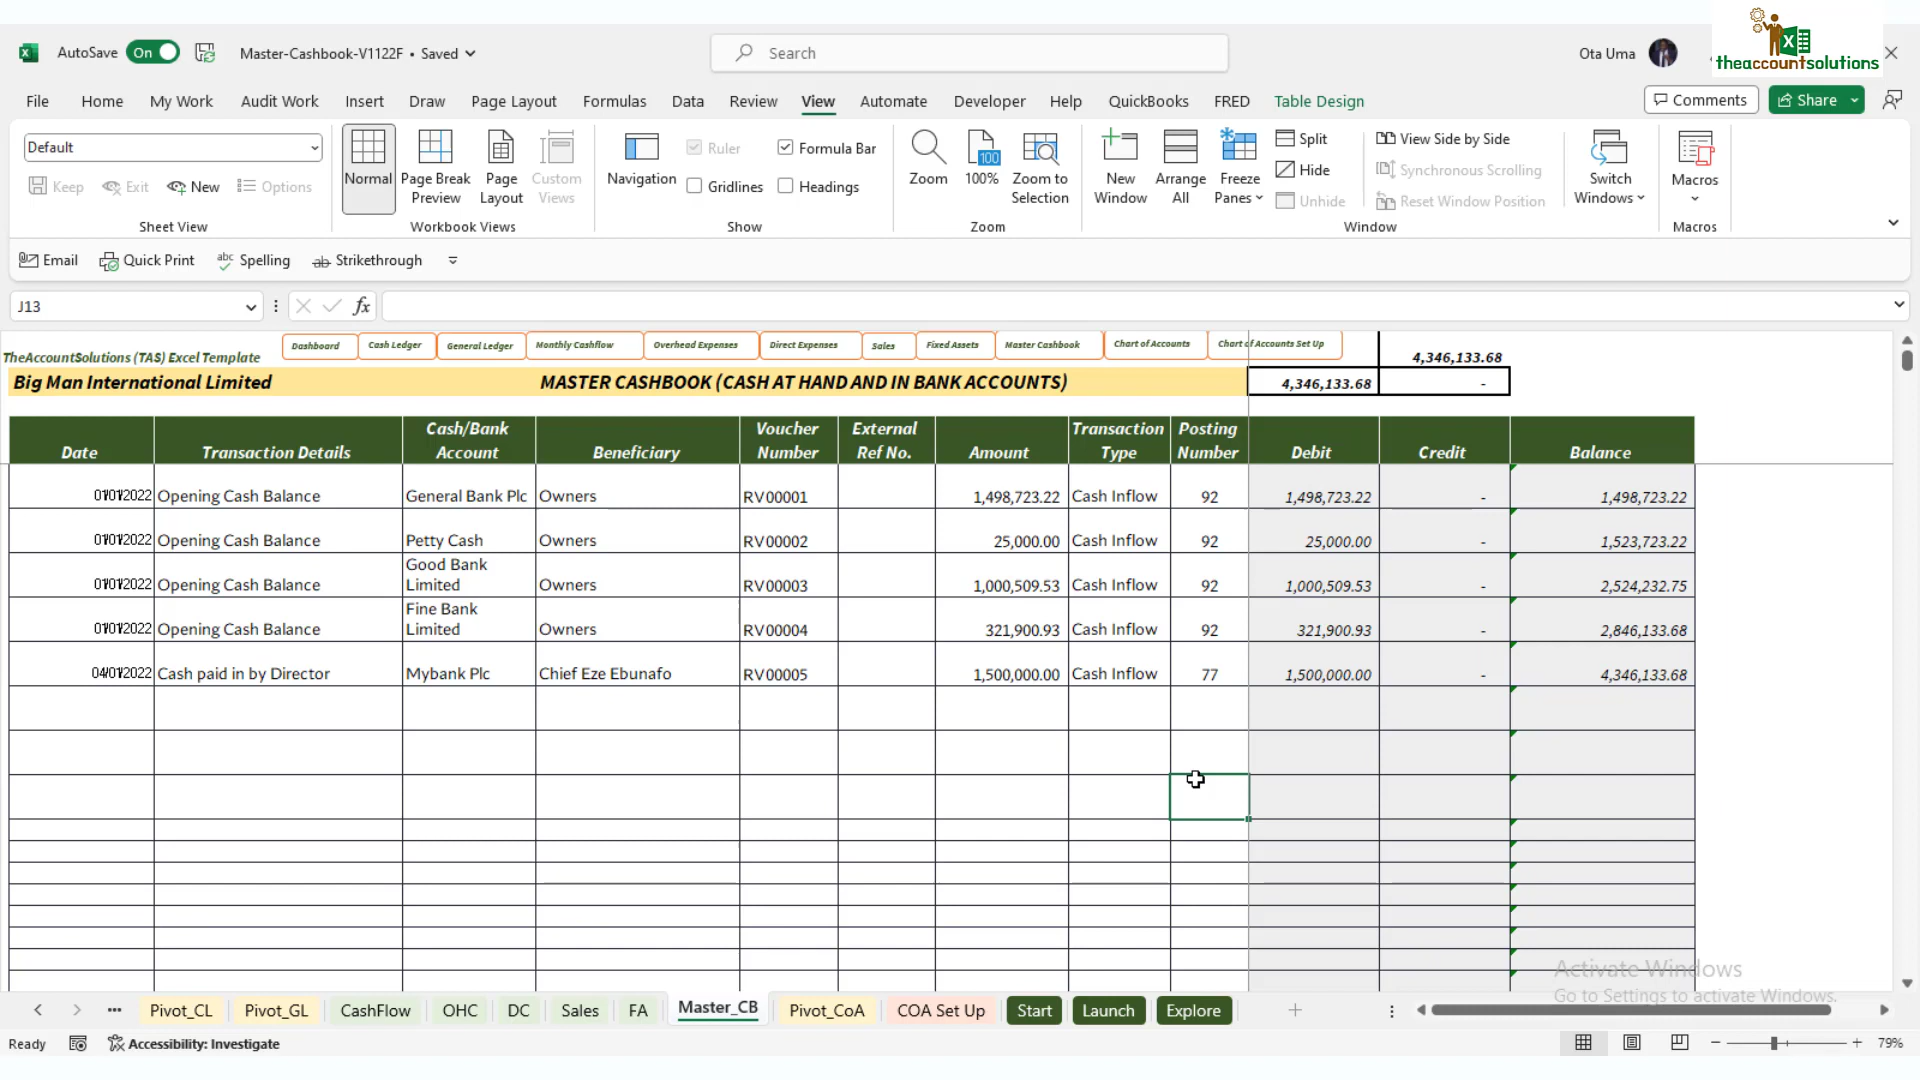 theaccountsolutions
AutoSave On Master-Cashbook-V1122F • Saved Search Ota Uma
File Home My Work Audit Work Insert Draw Page Layout Formulas Data Review View Automate Developer Help QuickBooks FRED Table Design Comments Share
Default
Keep Exit New Options
Sheet View
Normal Page Break Preview Page Layout Custom Views
Workbook Views
Navigation Ruler Formula Bar
Gridlines Headings
Show
Zoom 100 100% Zoom to Selection
Zoom
New Window Arrange All Freeze Panes Split Hide Unhide
View Side by Side
Synchronous Scrolling
Reset Window Position
Window
Switch Windows
Macros
Macros
Email Quick Print abc Spelling ab Strikethrough
J13 fx
Dashboard Cash Ledger General Ledger Monthly Cashflow Overhead Expenses Direct Expenses Sales Fixed Assets Master Cashbook Chart of Accounts Chart of Accounts Set Up
TheAccountSolutions (TAS) Excel Template 4,346,133.68
Big Man International Limited MASTER CASHBOOK (CASH AT HAND AND IN BANK ACCOUNTS) 4,346,133.68 -
Date Transaction Details Cash/Bank Account Beneficiary Voucher Number External Ref No. Amount Transaction Type Posting Number Debit Credit Balance
01/01/2022 Opening Cash Balance General Bank Plc Owners RV00001 1,498,723.22 Cash Inflow 92 1,498,723.22 - 1,498,723.22
01/01/2022 Opening Cash Balance Petty Cash Owners RV00002 25,000.00 Cash Inflow 92 25,000.00 - 1,523,723.22
01/01/2022 Opening Cash Balance Good Bank Limited Owners RV00003 1,000,509.53 Cash Inflow 92 1,000,509.53 - 2,524,232.75
01/01/2022 Opening Cash Balance Fine Bank Limited Owners RV00004 321,900.93 Cash Inflow 92 321,900.93 - 2,846,133.68
04/01/2022 Cash paid in by Director Mybank Plc Chief Eze Ebunafo RV00005 1,500,000.00 Cash Inflow 77 1,500,000.00 - 4,346,133.68
Activate Windows
Go to Settings to activate Windows.
Pivot_CL Pivot_GL CashFlow OHC DC Sales FA Master_CB Pivot_CoA COA Set Up Start Launch Explore
Ready Accessibility: Investigate 79%